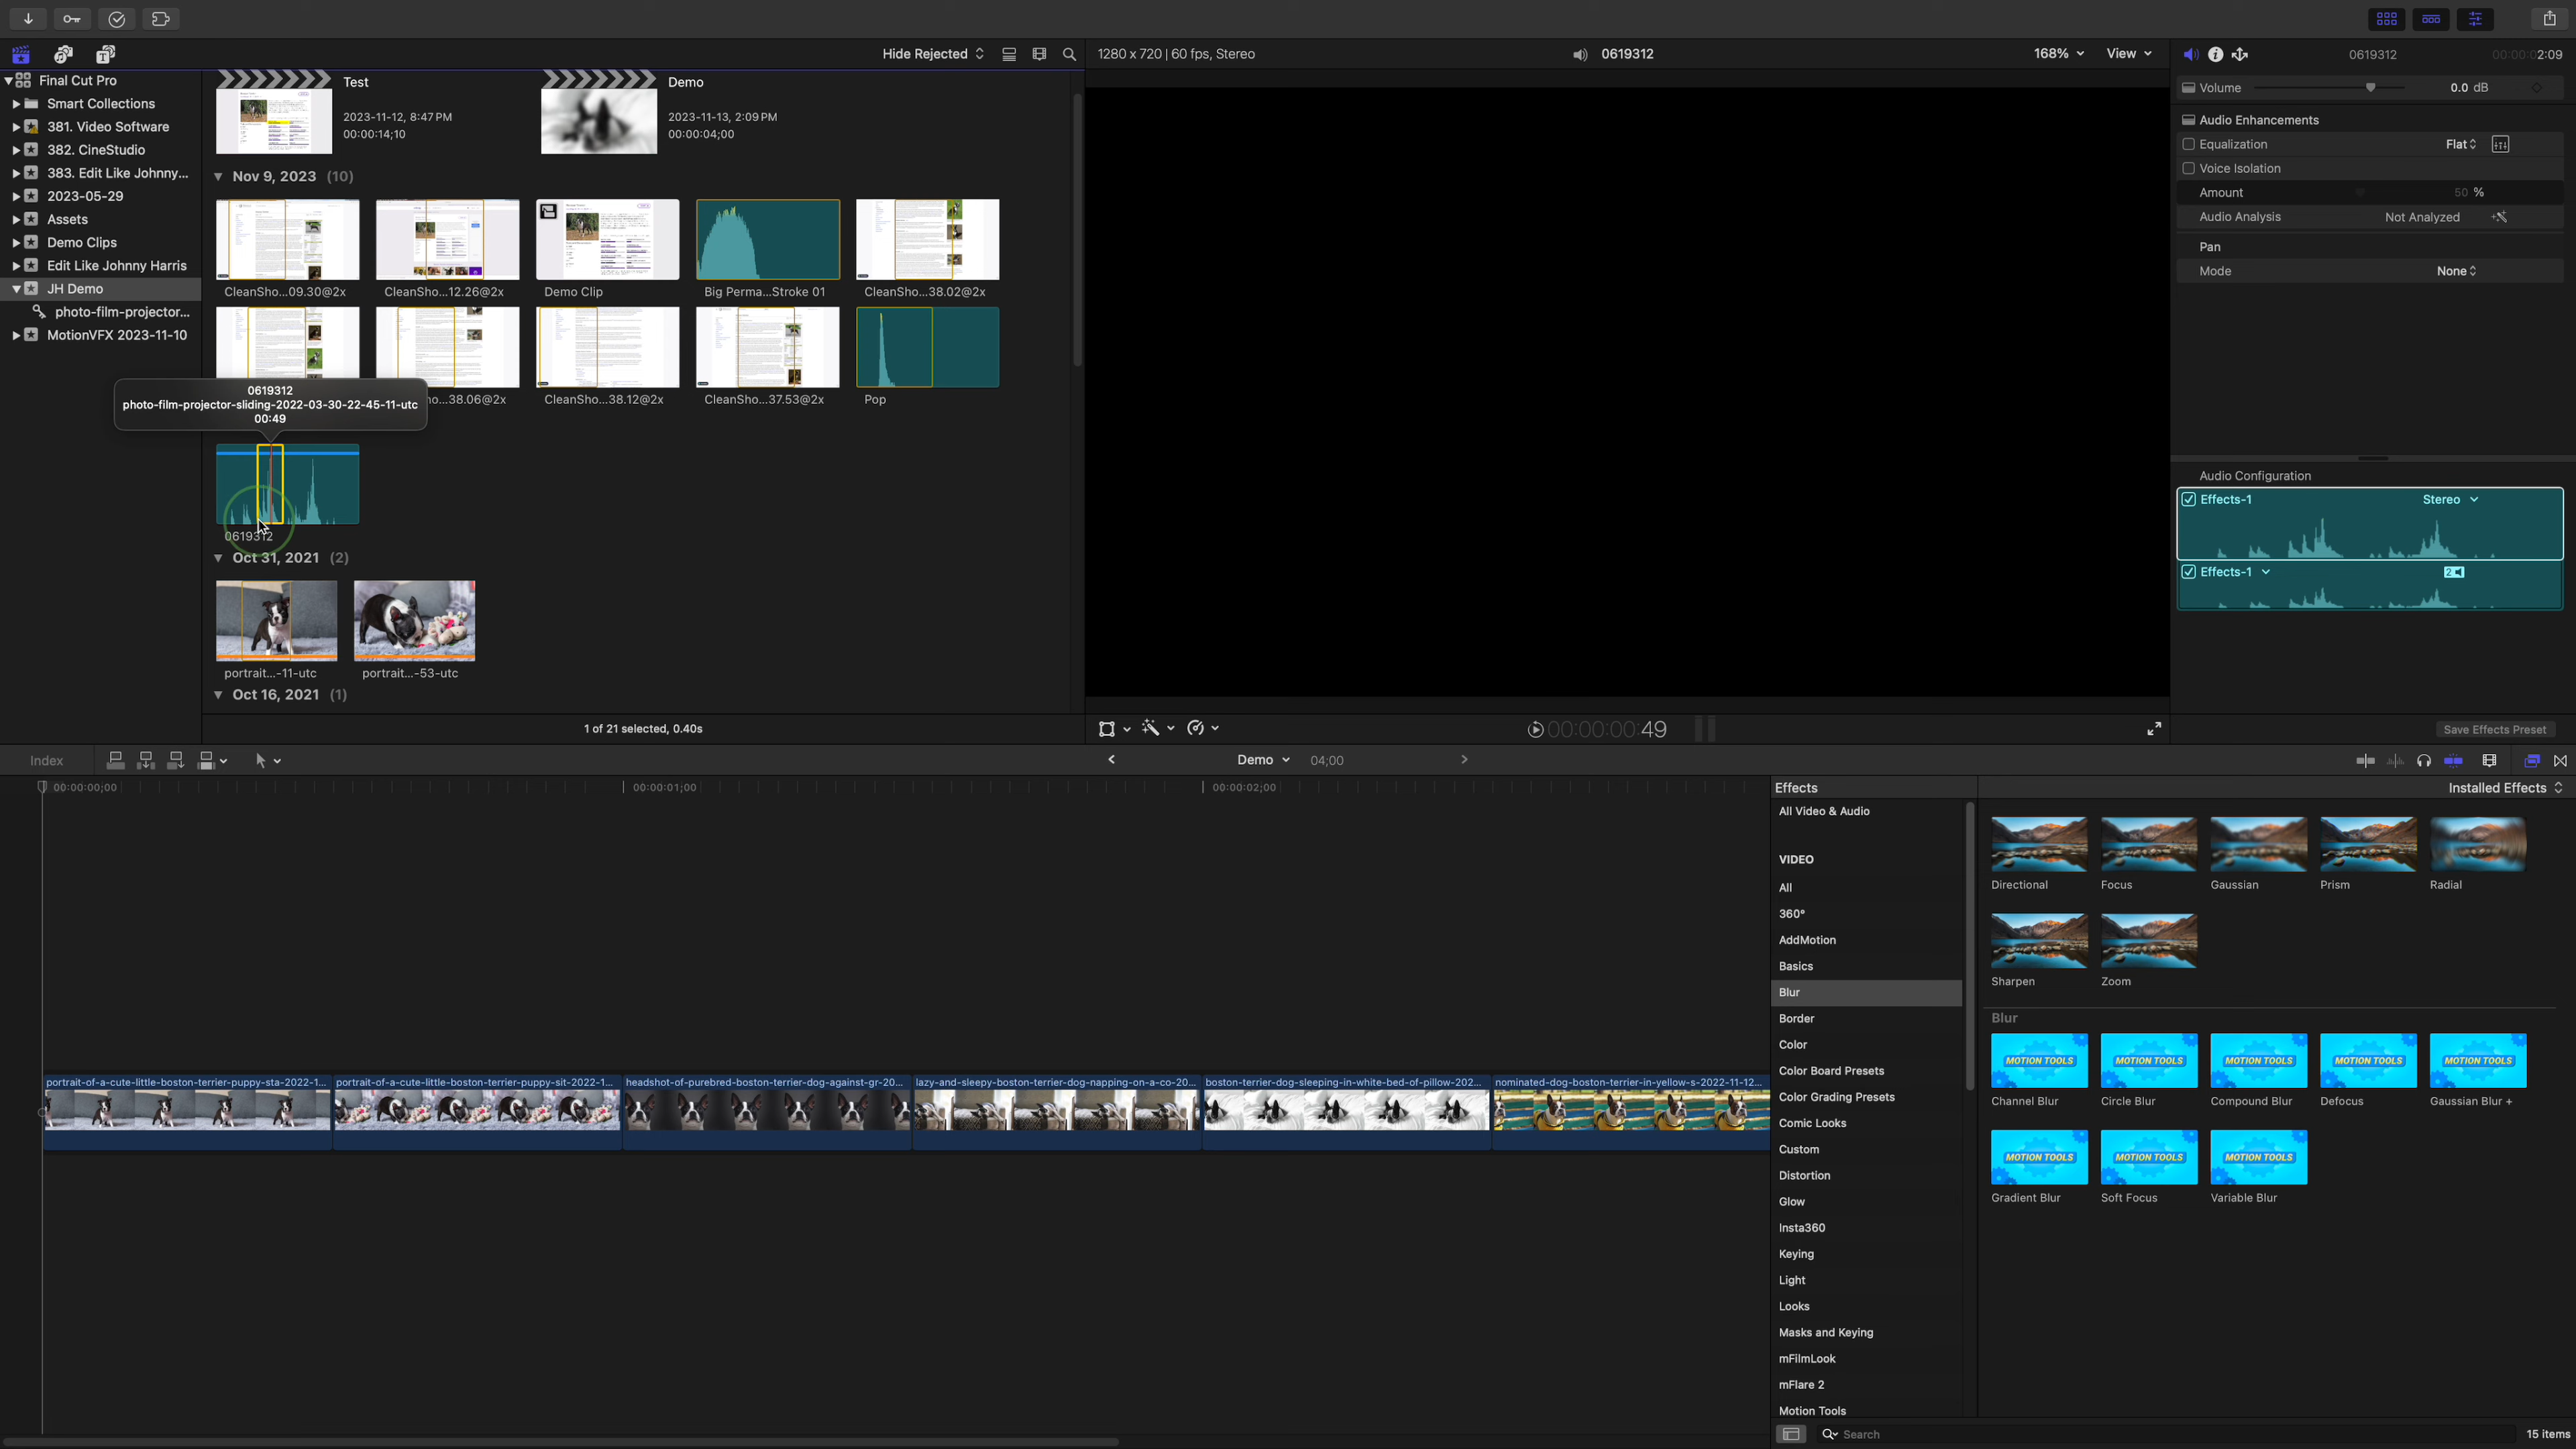 Hide Rejected
1280 x 720 | 60 fps, Stereo
0619312
168%
View
0619312
00:00:02:09
Final Cut Pro
Smart Collections
381. Video Software
382. CineStudio
383. Edit Like Johnny...
2023-05-29
Assets
Demo Clips
Edit Like Johnny Harris
JH Demo
photo-film-projector...
MotionVFX 2023-11-10
Test
2023-11-12, 8:47 PM
00:00:14;10
Demo
2023-11-13, 2:09 PM
00:00:04;00
Nov 9, 2023 (10)
CleanSho...09.30@2x
CleanSho...12.26@2x
Demo Clip
Big Perma...Stroke 01
CleanSho...38.02@2x
ho...38.06@2x
CleanSho...38.12@2x
CleanSho...37.53@2x
Pop
0619312
photo-film-projector-sliding-2022-03-30-22-45-11-utc
00:49
0619312
Oct 31, 2021 (2)
portrait...-11-utc
portrait...-53-utc
Oct 16, 2021 (1)
1 of 21 selected, 0.40s
00:00:00:49
Volume
0.0 dB
Audio Enhancements
Equalization
Flat
Voice Isolation
Amount
50 %
Audio Analysis
Not Analyzed
Pan
Mode
None
Audio Configuration
Effects-1
Stereo
Effects-1
2
Save Effects Preset
Index
Demo
04;00
00:00:00;00
00:00:01;00
00:00:02;00
portrait-of-a-cute-little-boston-terrier-puppy-sta-2022-1...
portrait-of-a-cute-little-boston-terrier-puppy-sit-2022-1...
headshot-of-purebred-boston-terrier-dog-against-gr-20...
lazy-and-sleepy-boston-terrier-dog-napping-on-a-co-20...
boston-terrier-dog-sleeping-in-white-bed-of-pillow-202...
nominated-dog-boston-terrier-in-yellow-s-2022-11-12...
Effects
Installed Effects
All Video & Audio
VIDEO
All
360°
AddMotion
Basics
Blur
Border
Color
Color Board Presets
Color Grading Presets
Comic Looks
Custom
Distortion
Glow
Insta360
Keying
Light
Looks
Masks and Keying
mFilmLook
mFlare 2
Motion Tools
Directional
Focus
Gaussian
Prism
Radial
Sharpen
Zoom
Blur
MOTION TOOLS
MOTION TOOLS
MOTION TOOLS
MOTION TOOLS
MOTION TOOLS
Channel Blur
Circle Blur
Compound Blur
Defocus
Gaussian Blur +
MOTION TOOLS
MOTION TOOLS
MOTION TOOLS
Gradient Blur
Soft Focus
Variable Blur
Search
15 items